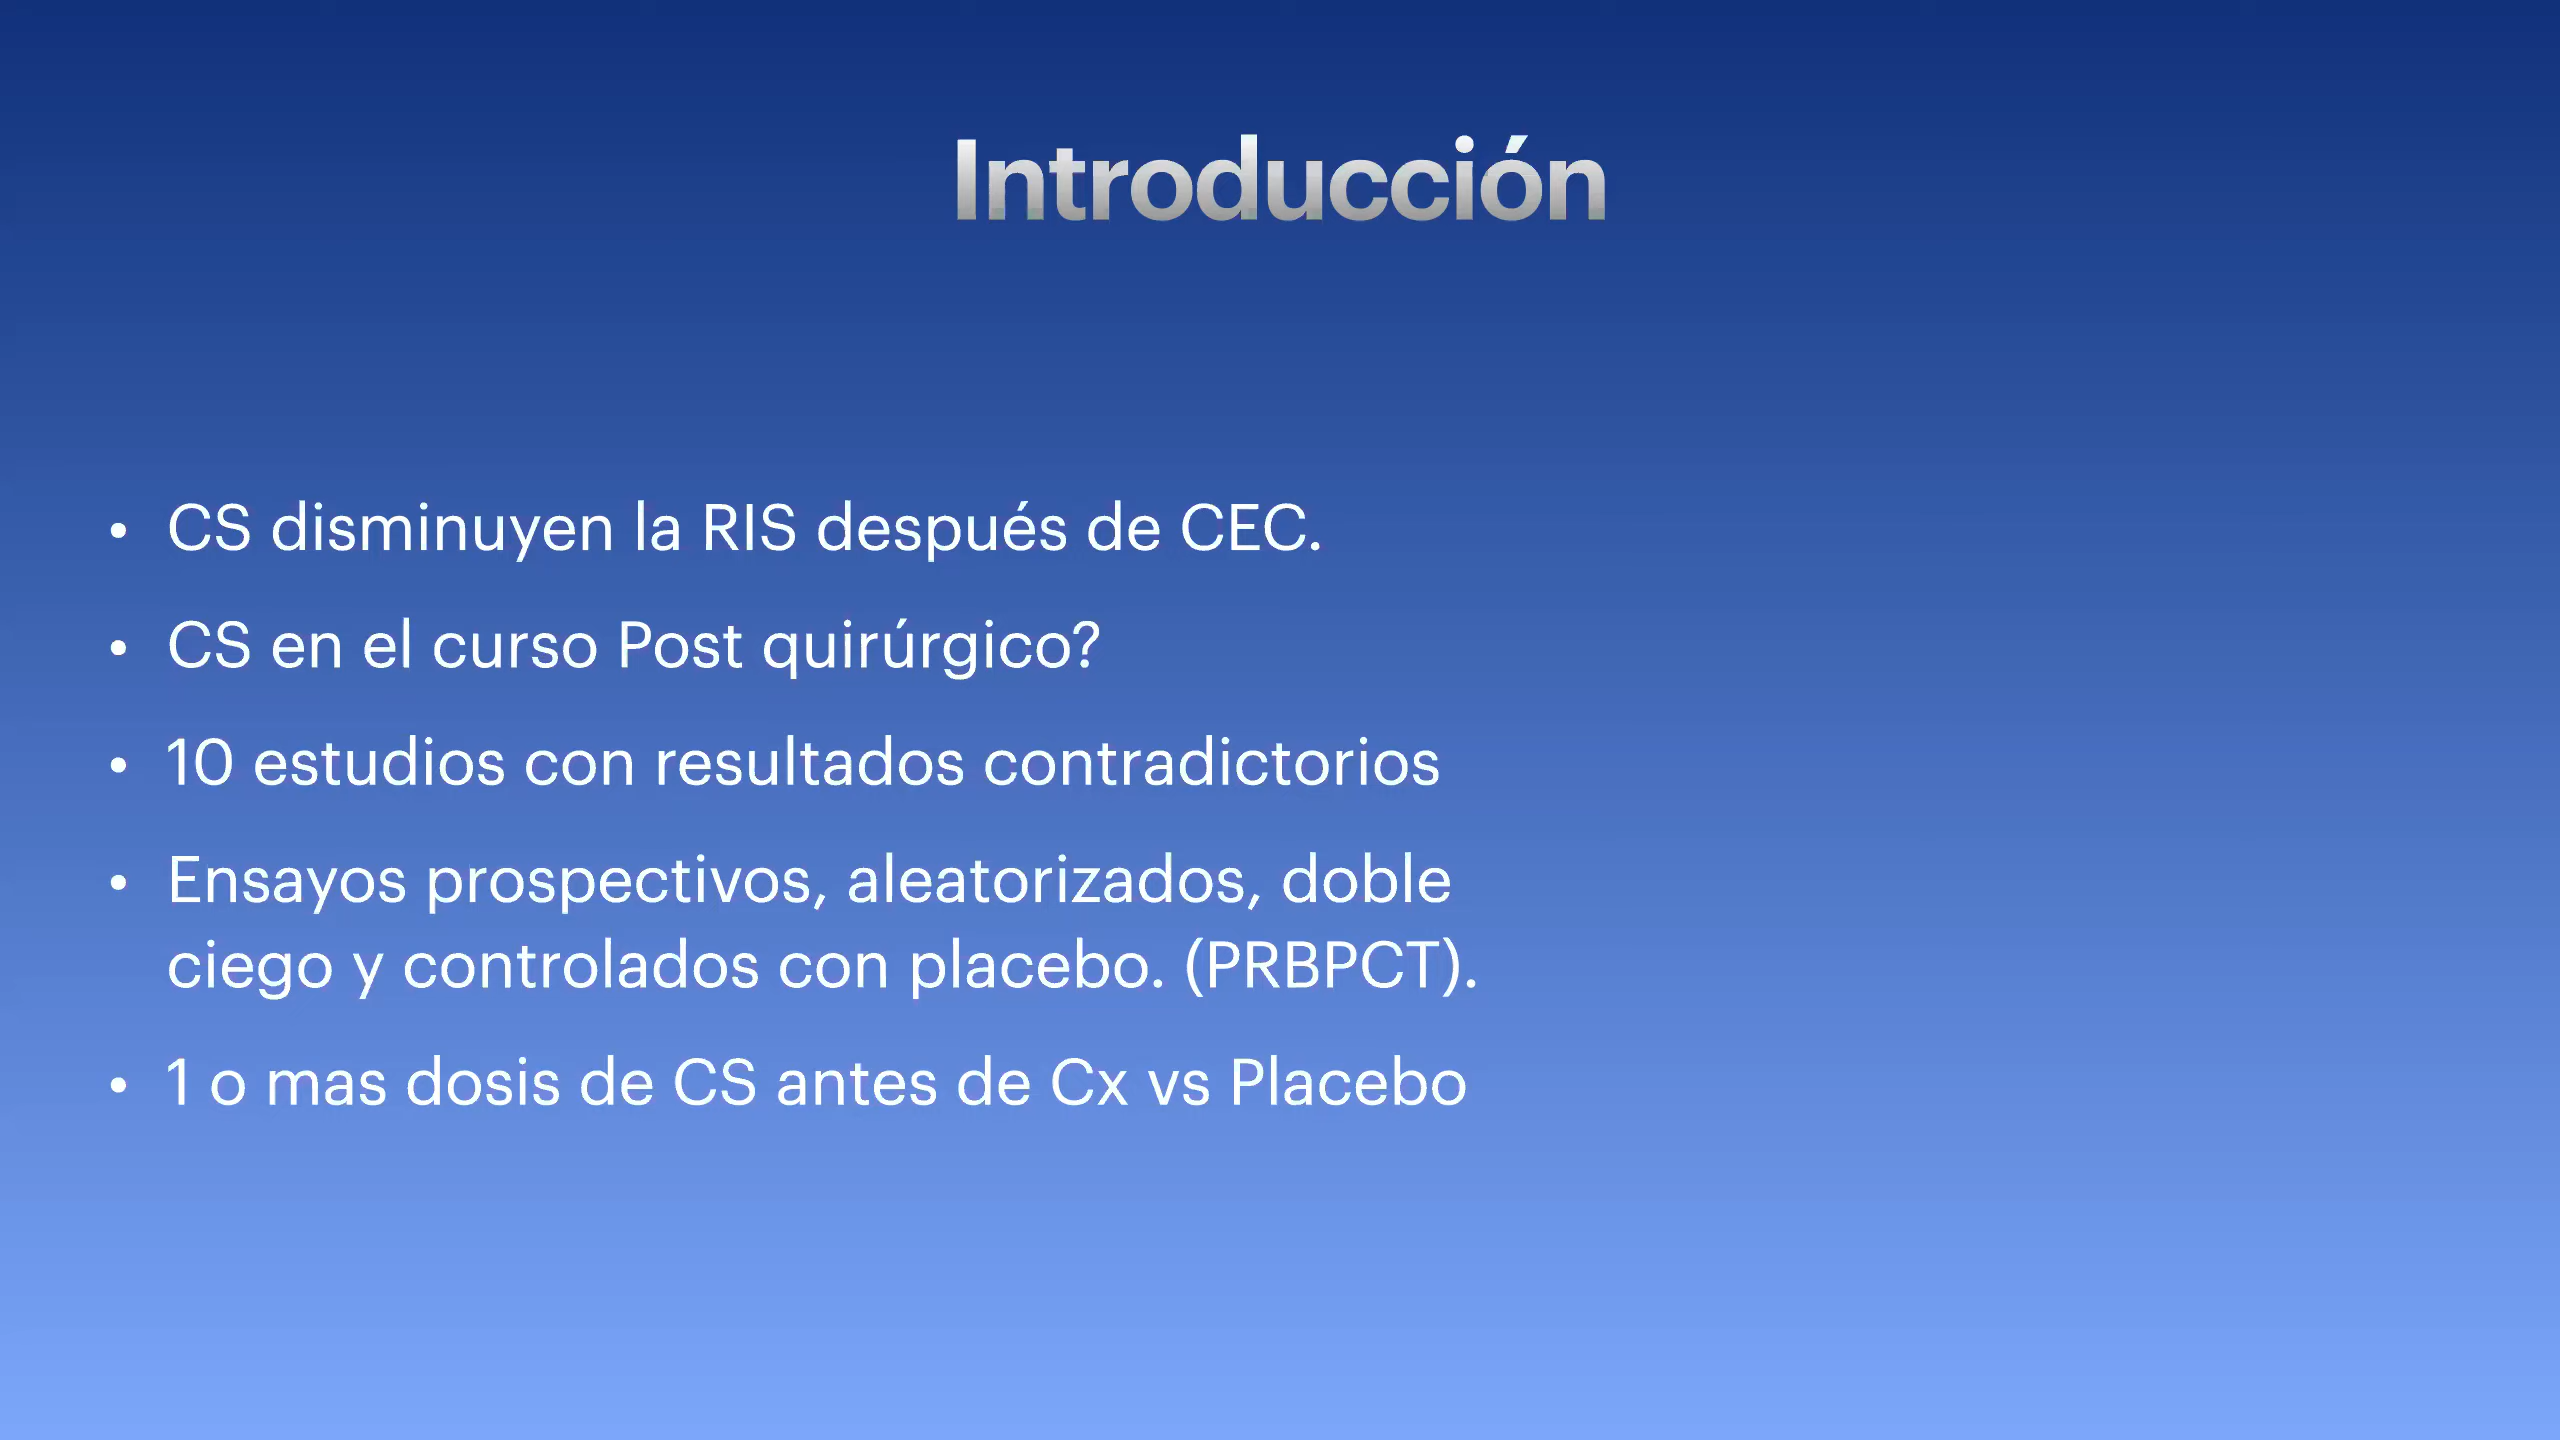 Introducción
• CS disminuyen la RIS después de CEC.
• CS en el curso Post quirúrgico?
• 10 estudios con resultados contradictorios
• Ensayos prospectivos, aleatorizados, doble
ciego y controlados con placebo. (PRBPCT).
• 1 o mas dosis de CS antes de Cx vs Placebo